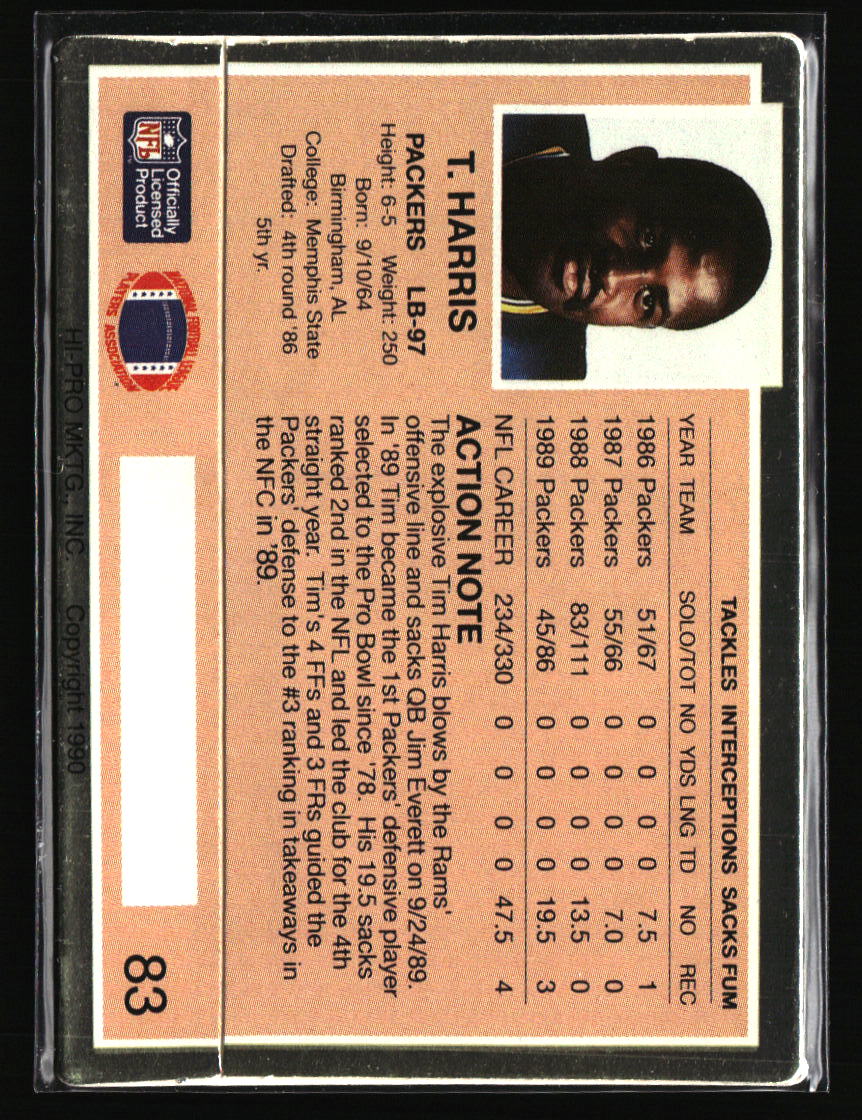 TACKLES INTERCEPTIONS SACKS FUM
YEAR TEAM SOLO/TOT NO YDS LNG TD NO REC
1986 Packers 51/67 0 0 0 0 7.5 1
1987 Packers 55/66 0 0 0 0 7.0 0
1988 Packers 83/111 0 0 0 0 13.5 0
1989 Packers 45/86 0 0 0 0 19.5 3
NFL CAREER 234/330 0 0 0 0 47.5 4
T. HARRIS
PACKERS LB-97
Height: 6-5 Weight: 250
Born: 9/10/64
Birmingham, AL
College: Memphis State
Drafted: 4th round '86
5th yr.
ACTION NOTE
The explosive Tim Harris blows by the Rams'
offensive line and sacks QB Jim Everett on 9/24/89.
In '89 Tim became the 1st Packers' defensive player
selected to the Pro Bowl since '78. His 19.5 sacks
ranked 2nd in the NFL and led the club for the 4th
straight year. Tim's 4 FFs and 3 FRs guided the
Packers' defense to the #3 ranking in takeaways in
the NFC in '89.
NFL
Officially
Licensed
Product
NATIONAL FOOTBALL LEAGUE
PLAYERS ASSOCIATION
83
HI-PRO MKTG., INC. Copyright 1990